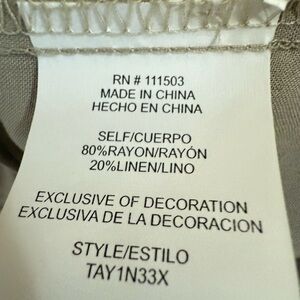 RN # 111503
MADE IN CHINA
HECHO EN CHINA
SELF/CUERPO
80%RAYON/RAYÓN
20%LINEN/LINO
EXCLUSIVE OF DECORATION
EXCLUSIVA DE LA DECORACION
STYLE/ESTILO
TAY1N33X